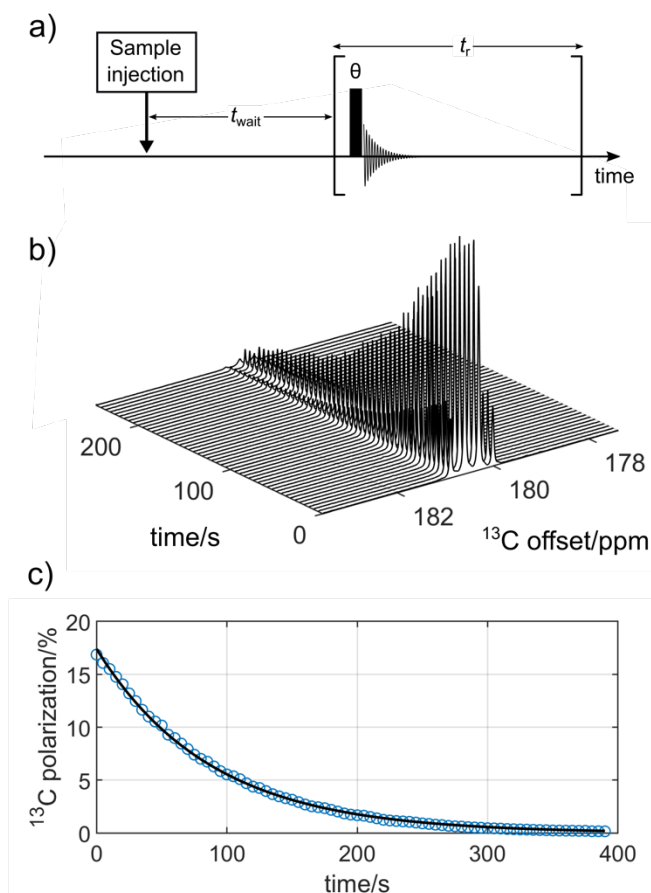 a)
Sample
injection
t_wait
t_r
θ
time
b)
200
100
0
time/s
182
180
178
¹³C offset/ppm
c)
20
15
10
5
0
¹³C polarization/%
0
100
200
300
400
time/s